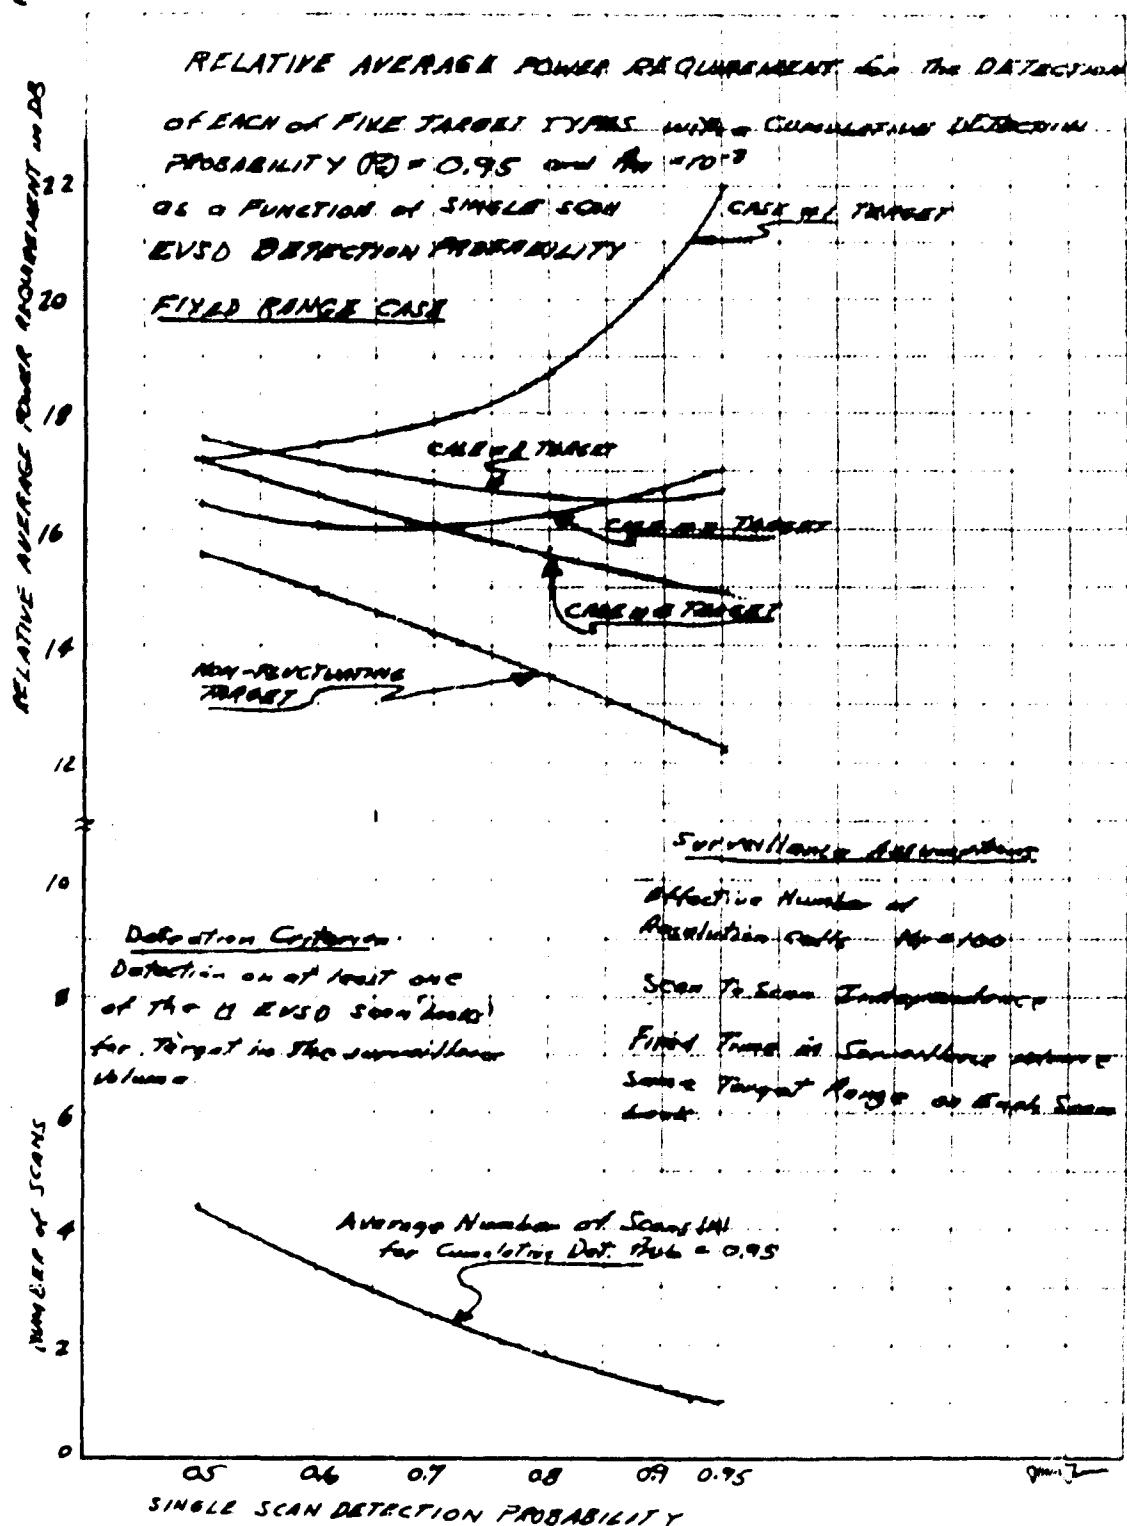 RELATIVE AVERAGE POWER REQUIREMENT for The DETECTION
of EACH of FIVE TARGET TYPES with a CUMULATIVE DETECTION
PROBABILITY (Pc) = 0.95 and = 10-8
as a FUNCTION of SINGLE SCAN
EVSD DETECTION PROBABILITY
FIXED RANGE CASE
RELATIVE AVERAGE POWER REQUIREMENT in DB
22
20
18
16
14
12
CASE #1 TARGET
CASE # TARGET
CASE # TARGET
CASE # TARGET
NON-FLUCTUATING
TARGET
Surveillance Assumptions
Effective Number of
Resolution Cells = 100
Scan To Scan Independence
Fixed Time in Surveillance
Same Target Range on Each Scan
Look
Detection Criterion
Detection on at least one
of the M EVSD scan 'looks'
for Target in the surveillance
volume
NUMBER of SCANS
10
8
6
4
2
0
Average Number of Scans (M)
for Cumulative Det. Prob = 0.95
0.5 0.6 0.7 0.8 0.9 0.95
SINGLE SCAN DETECTION PROBABILITY